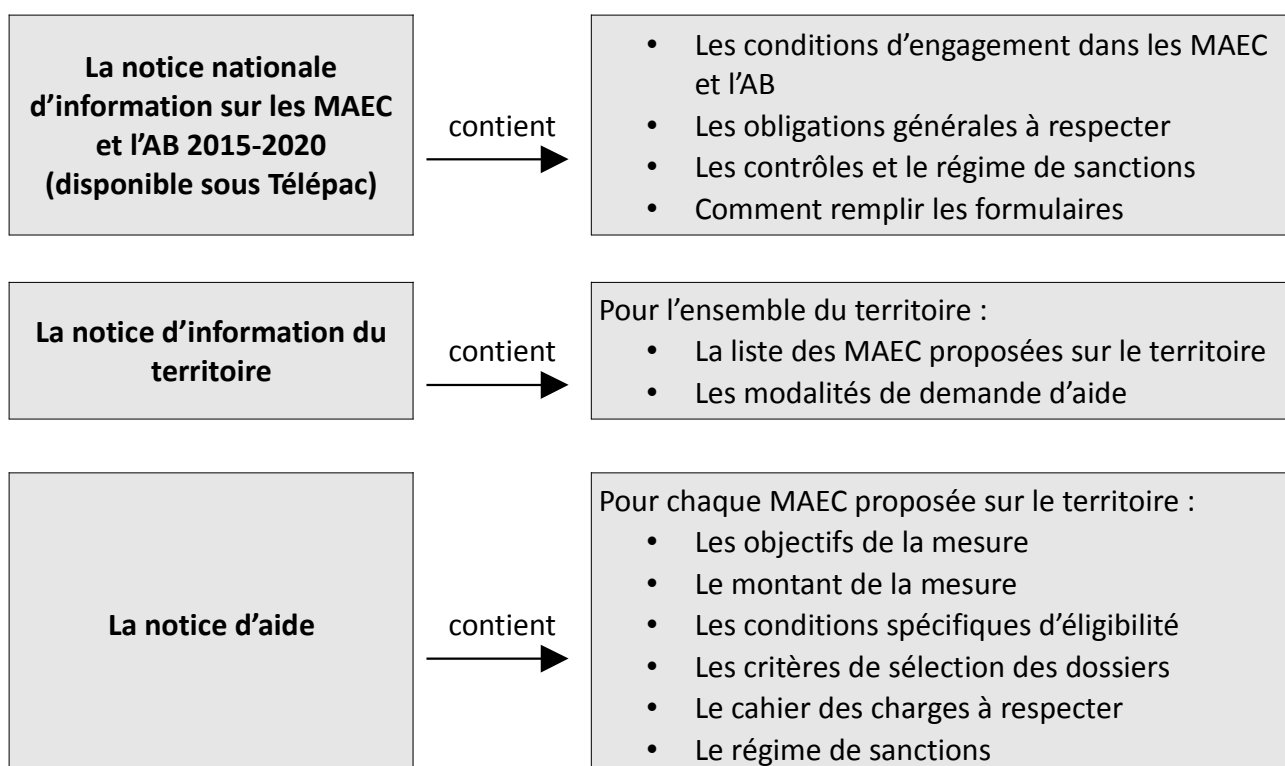 La notice nationale
d’information sur les MAEC
et l’AB 2015-2020
(disponible sous Télépac)
contient
• Les conditions d’engagement dans les MAEC
et l’AB
• Les obligations générales à respecter
• Les contrôles et le régime de sanctions
• Comment remplir les formulaires
La notice d’information du
territoire
contient
Pour l’ensemble du territoire :
• La liste des MAEC proposées sur le territoire
• Les modalités de demande d’aide
La notice d’aide
contient
Pour chaque MAEC proposée sur le territoire :
• Les objectifs de la mesure
• Le montant de la mesure
• Les conditions spécifiques d’éligibilité
• Les critères de sélection des dossiers
• Le cahier des charges à respecter
• Le régime de sanctions